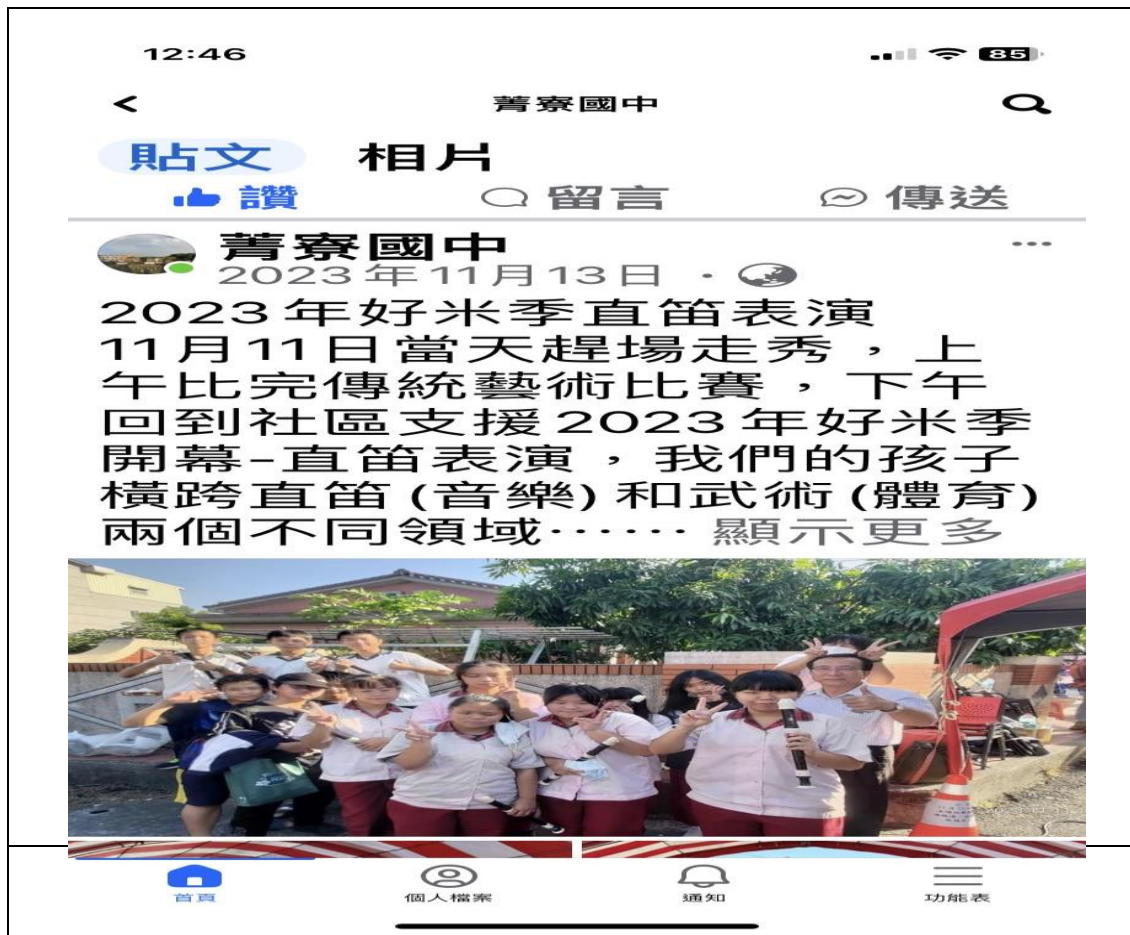 12:46
85
菁寮國中
貼文 相片
讚 留言 傳送
菁寮國中
2023年11月13日 ·
2023年好米季直笛表演
11月11日當天趕場走秀，上
午比完傳統藝術比賽，下午
回到社區支援2023年好米季
開幕-直笛表演，我們的孩子
橫跨直笛(音樂)和武術(體育)
兩個不同領域…… 顯示更多
首頁 個人檔案 通知 功能表